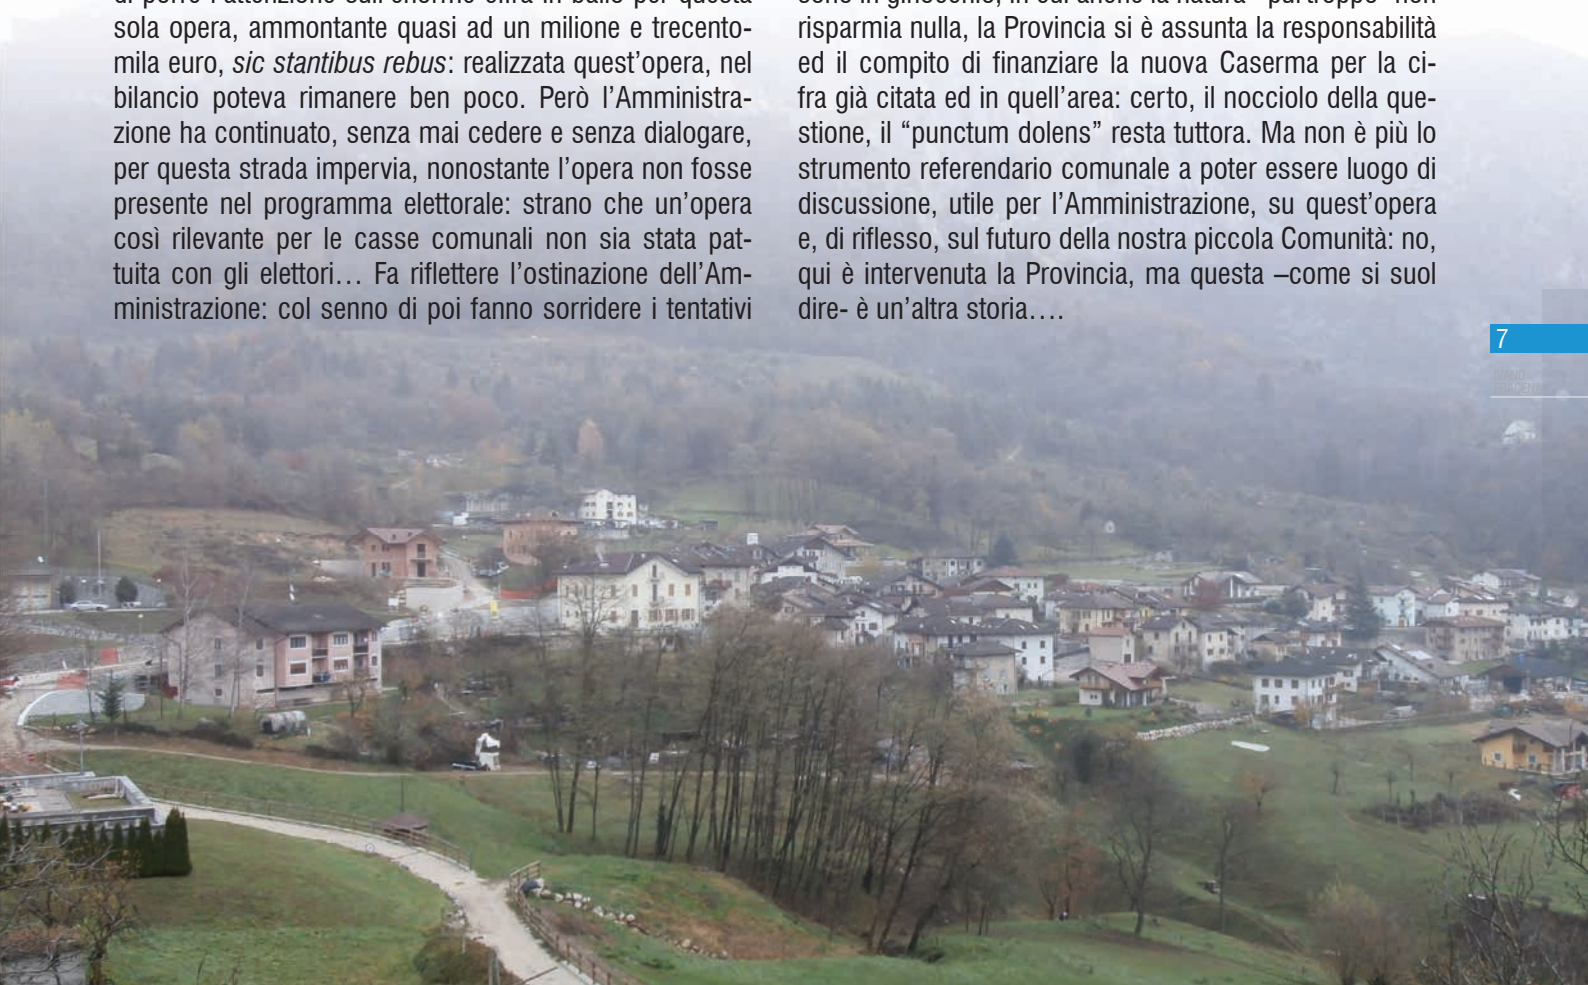 sola opera, ammontante quasi ad un milione e trecento-
mila euro, sic stantibus rebus: realizzata quest’opera, nel
bilancio poteva rimanere ben poco. Però l’Amministra-
zione ha continuato, senza mai cedere e senza dialogare,
per questa strada impervia, nonostante l’opera non fosse
presente nel programma elettorale: strano che un’opera
così rilevante per le casse comunali non sia stata pat-
tuita con gli elettori… Fa riflettere l’ostinazione dell’Am-
ministrazione: col senno di poi fanno sorridere i tentativi
risparmia nulla, la Provincia si è assunta la responsabilità
ed il compito di finanziare la nuova Caserma per la ci-
fra già citata ed in quell’area: certo, il nocciolo della que-
stione, il “punctum dolens” resta tuttora. Ma non è più lo
strumento referendario comunale a poter essere luogo di
discussione, utile per l’Amministrazione, su quest’opera
e, di riflesso, sul futuro della nostra piccola Comunità: no,
qui è intervenuta la Provincia, ma questa –come si suol
dire- è un’altra storia….
7